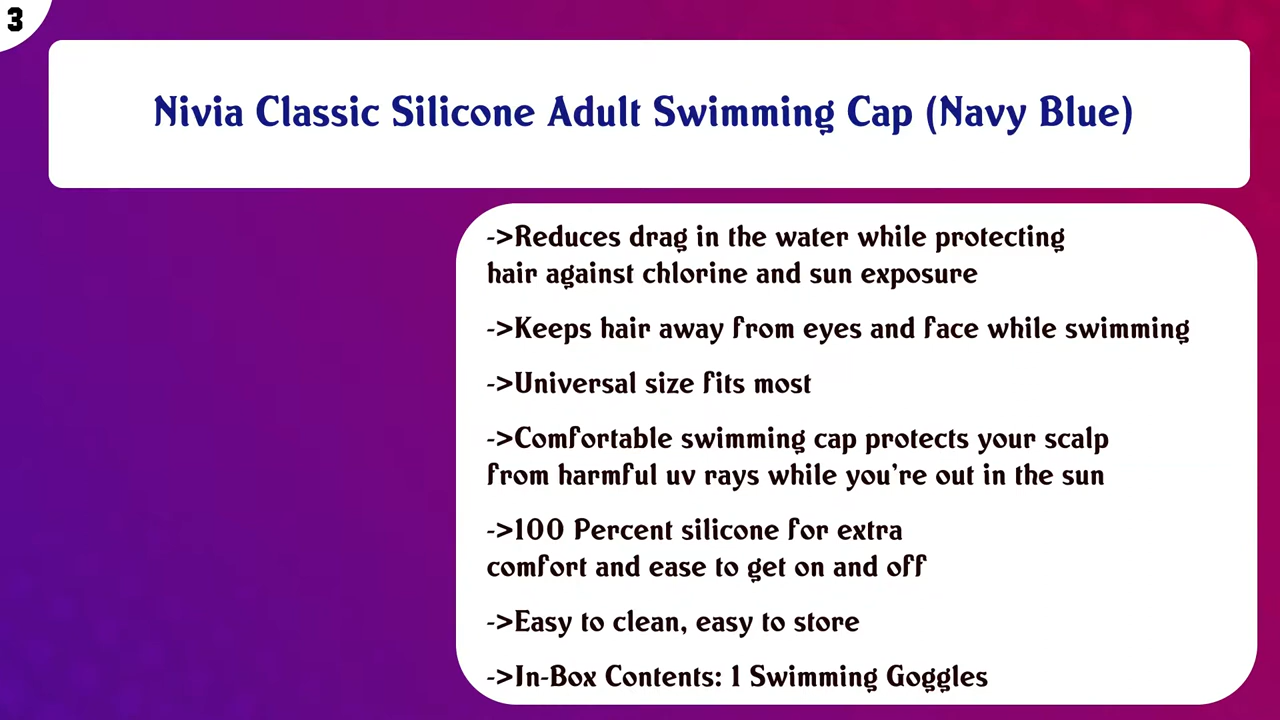 3
Nivia Classic Silicone Adult Swimming Cap (Navy Blue)
->Reduces drag in the water while protecting
hair against chlorine and sun exposure
->Keeps hair away from eyes and face while swimming
->Universal size fits most
->Comfortable swimming cap protects your scalp
from harmful uv rays while you're out in the sun
->100 Percent silicone for extra
comfort and ease to get on and off
->Easy to clean, easy to store
->In-Box Contents: 1 Swimming Goggles